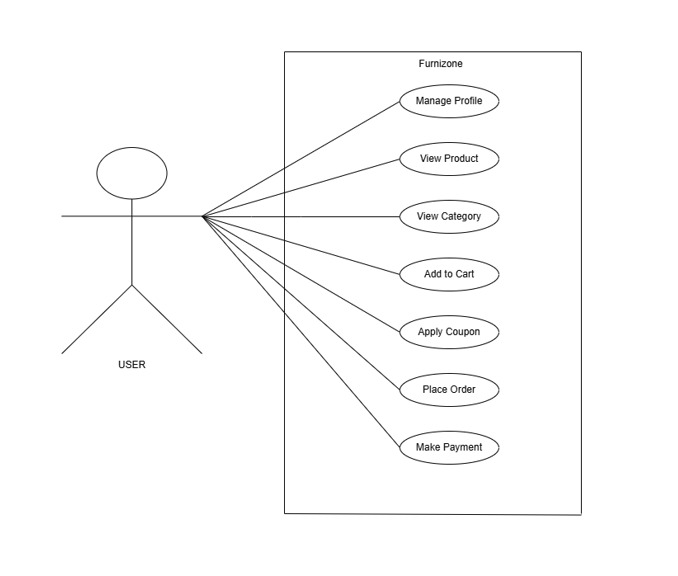 Furnizone
Manage Profile
View Product
View Category
Add to Cart
Apply Coupon
Place Order
Make Payment
USER